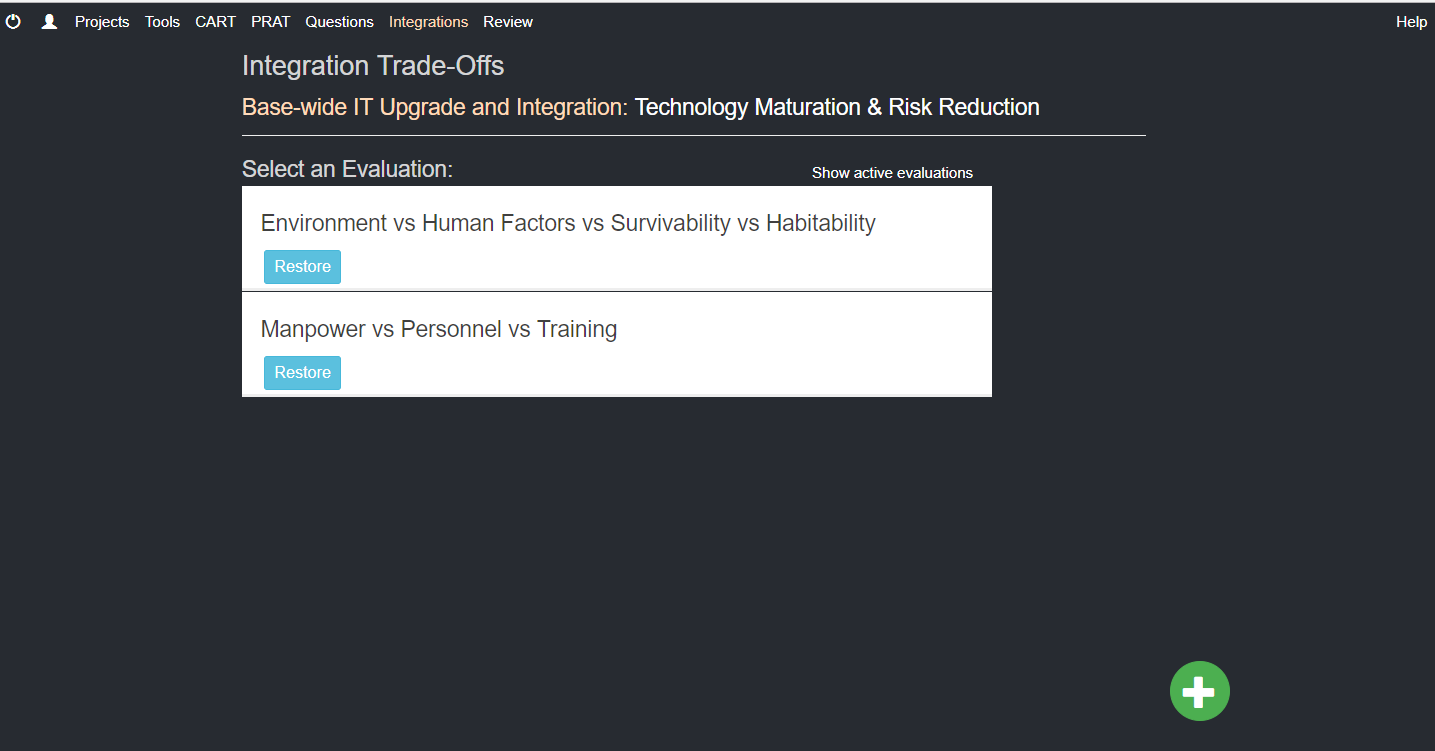 Projects Tools CART PRAT Questions Integrations Review Help
Integration Trade-Offs
Base-wide IT Upgrade and Integration: Technology Maturation & Risk Reduction
Select an Evaluation: Show active evaluations
Environment vs Human Factors vs Survivability vs Habitability
Restore
Manpower vs Personnel vs Training
Restore